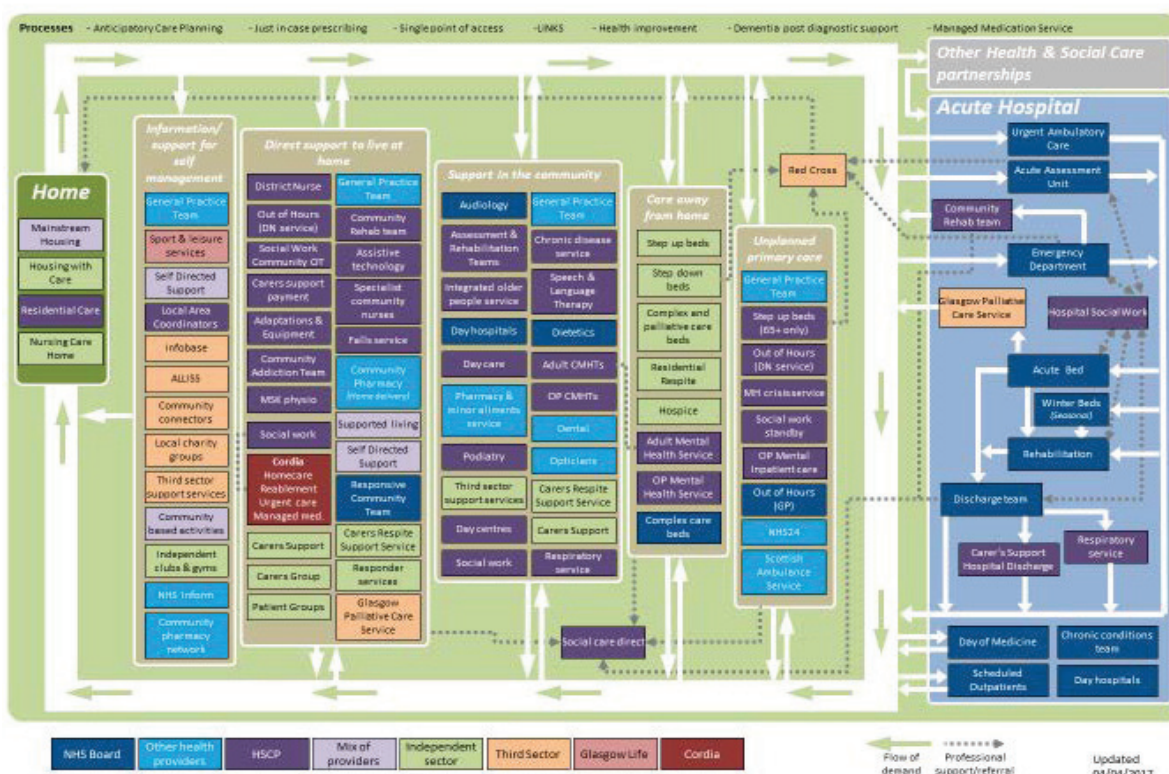 Processes - Anticipatory Care Planning - Just in case prescribing - Single point of access - LINKS - Health improvement - Dementia post diagnostic support - Managed Medication Service
Other Health & Social Care
partnerships
Home
Mainstream
Housing
Housing with
Care
Residential Care
Nursing Care
Home
Information/
support for
self
management
General Practice
Team
Sport & leisure
services
Self Directed
Support
Local Area
Coordinators
Infobase
ALLISS
Community
connectors
Local charity
groups
Third sector
support services
Community
based activities
Independent
clubs & gyms
NHS Inform
Community
pharmacy
network
Direct support to live at
home
District Nurse
Out of Hours
(DN service)
Social Work
Community OT
Carers support
payment
Adaptations &
Equipment
Community
Addiction Team
MSK physio
Social work
Cordia
Homecare
Reablement
Urgent care
Managed med.
Carers Support
Carers Group
Patient Groups
General Practice
Team
Community
Rehab team
Assistive
technology
Specialist
community
nurses
Falls service
Community
Pharmacy
(Home delivery)
Supported living
Self Directed
Support
Responsive
Community
Team
Carers Respite
Support Service
Responder
services
Glasgow
Palliative Care
Service
Support in the community
Audiology
Assessment &
Rehabilitation
Teams
Integrated older
people service
Day hospitals
Day care
Pharmacy &
minor ailments
service
Podiatry
Third sector
support services
Day centres
Social work
General Practice
Team
Chronic disease
service
Speech &
Language
Therapy
Dietetics
Adult CMHTs
OP CMHTs
Dental
Opticians
Carers Respite
Support Service
Carers Support
Respiratory
service
Care away
from home
Step up beds
Step down
beds
Complex and
palliative care
beds
Residential
Respite
Hospice
Adult Mental
Health Service
OP Mental
Health Service
Complex care
beds
Unplanned
primary care
General Practice
Team
Step up beds
(65+ only)
Out of Hours
(DN service)
MH crisis service
Social work
standby
OP Mental
Inpatient care
Out of Hours
(GP)
NHS24
Scottish
Ambulance
Service
Red Cross
Social care direct
Acute Hospital
Urgent Ambulatory
Care
Acute Assessment
Unit
Community
Rehab team
Emergency
Department
Glasgow Palliative
Care Service
Hospital Social Work
Acute Bed
Winter Beds
(Seasonal)
Rehabilitation
Discharge team
Carer's Support
Hospital Discharge
Respiratory
service
Day of Medicine
Chronic conditions
team
Scheduled
Outpatients
Day hospitals
NHS Board
Other health
providers
HSCP
Mix of
providers
Independent
sector
Third Sector
Glasgow Life
Cordia
Flow of
demand
Professional
support/referral
Updated
04/04/2017